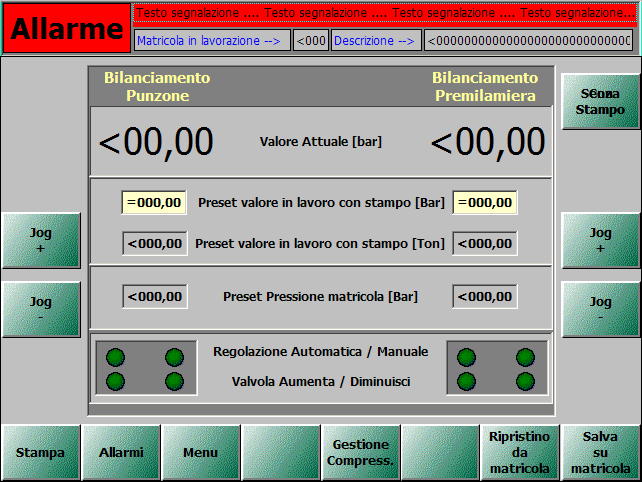 Allarme
Testo segnalazione .... Testo segnalazione .... Testo segnalazione .... Testo segnalazione...
Matricola in lavorazione --> <000 Descrizione --> <0000000000000000000000000000
Bilanciamento Punzone
Bilanciamento Premilamiera
Senza Stampo
<00,00 Valore Attuale [bar] <00,00
=000,00 Preset valore in lavoro con stampo [Bar] =000,00
<000,00 Preset valore in lavoro con stampo [Ton] <000,00
Jog +
Jog +
<000,00 Preset Pressione matricola [Bar] <000,00
Jog -
Jog -
Regolazione Automatica / Manuale
Valvola Aumenta / Diminuisci
Stampa
Allarmi
Menu
Gestione Compress.
Ripristino da matricola
Salva su matricola